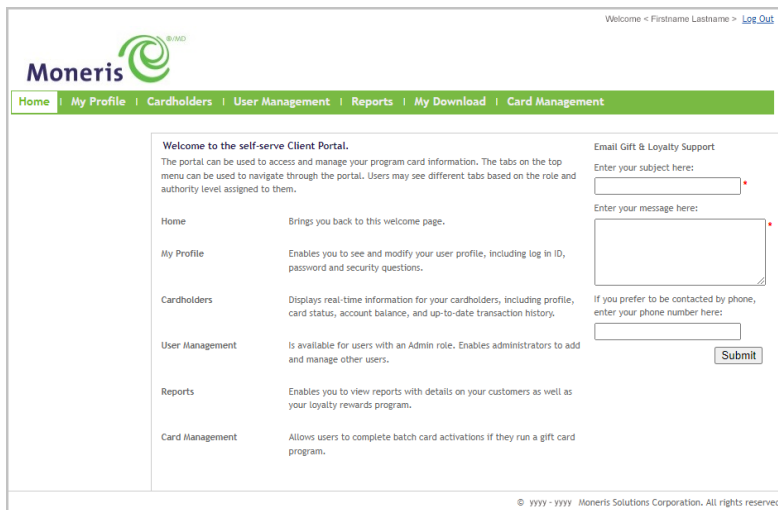 Welcome < Firstname Lastname > Log Out
®/MD
Moneris
Home | My Profile | Cardholders | User Management | Reports | My Download | Card Management
Welcome to the self-serve Client Portal.
The portal can be used to access and manage your program card information. The tabs on the top
menu can be used to navigate through the portal. Users may see different tabs based on the role and
authority level assigned to them.
Home Brings you back to this welcome page.
My Profile Enables you to see and modify your user profile, including log in ID,
password and security questions.
Cardholders Displays real-time information for your cardholders, including profile,
card status, account balance, and up-to-date transaction history.
User Management Is available for users with an Admin role. Enables administrators to add
and manage other users.
Reports Enables you to view reports with details on your customers as well as
your loyalty rewards program.
Card Management Allows users to complete batch card activations if they run a gift card
program.
Email Gift & Loyalty Support
Enter your subject here:
*
Enter your message here:
*
If you prefer to be contacted by phone,
enter your phone number here:
Submit
© yyyy - yyyy Moneris Solutions Corporation. All rights reserved